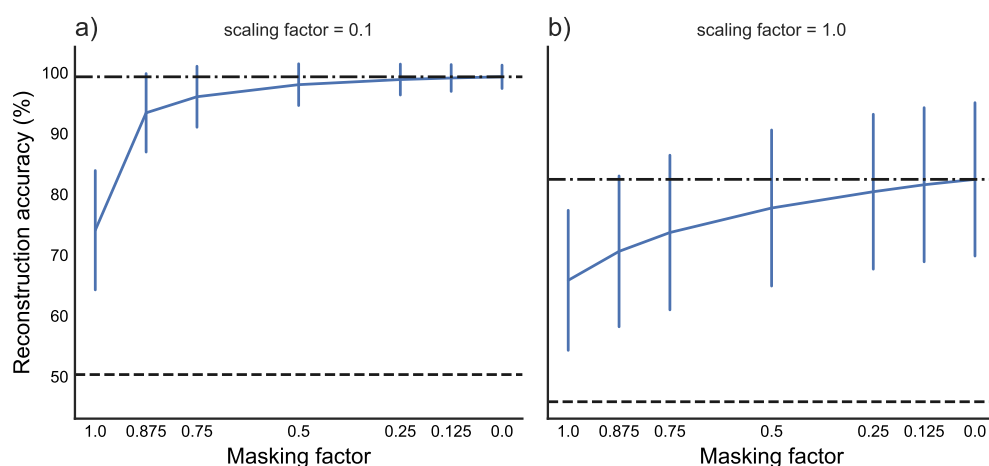 a)
scaling factor = 0.1
b)
scaling factor = 1.0
Reconstruction accuracy (%)
100
90
80
70
60
50
1.0 0.875 0.75 0.5 0.25 0.125 0.0
Masking factor
1.0 0.875 0.75 0.5 0.25 0.125 0.0
Masking factor